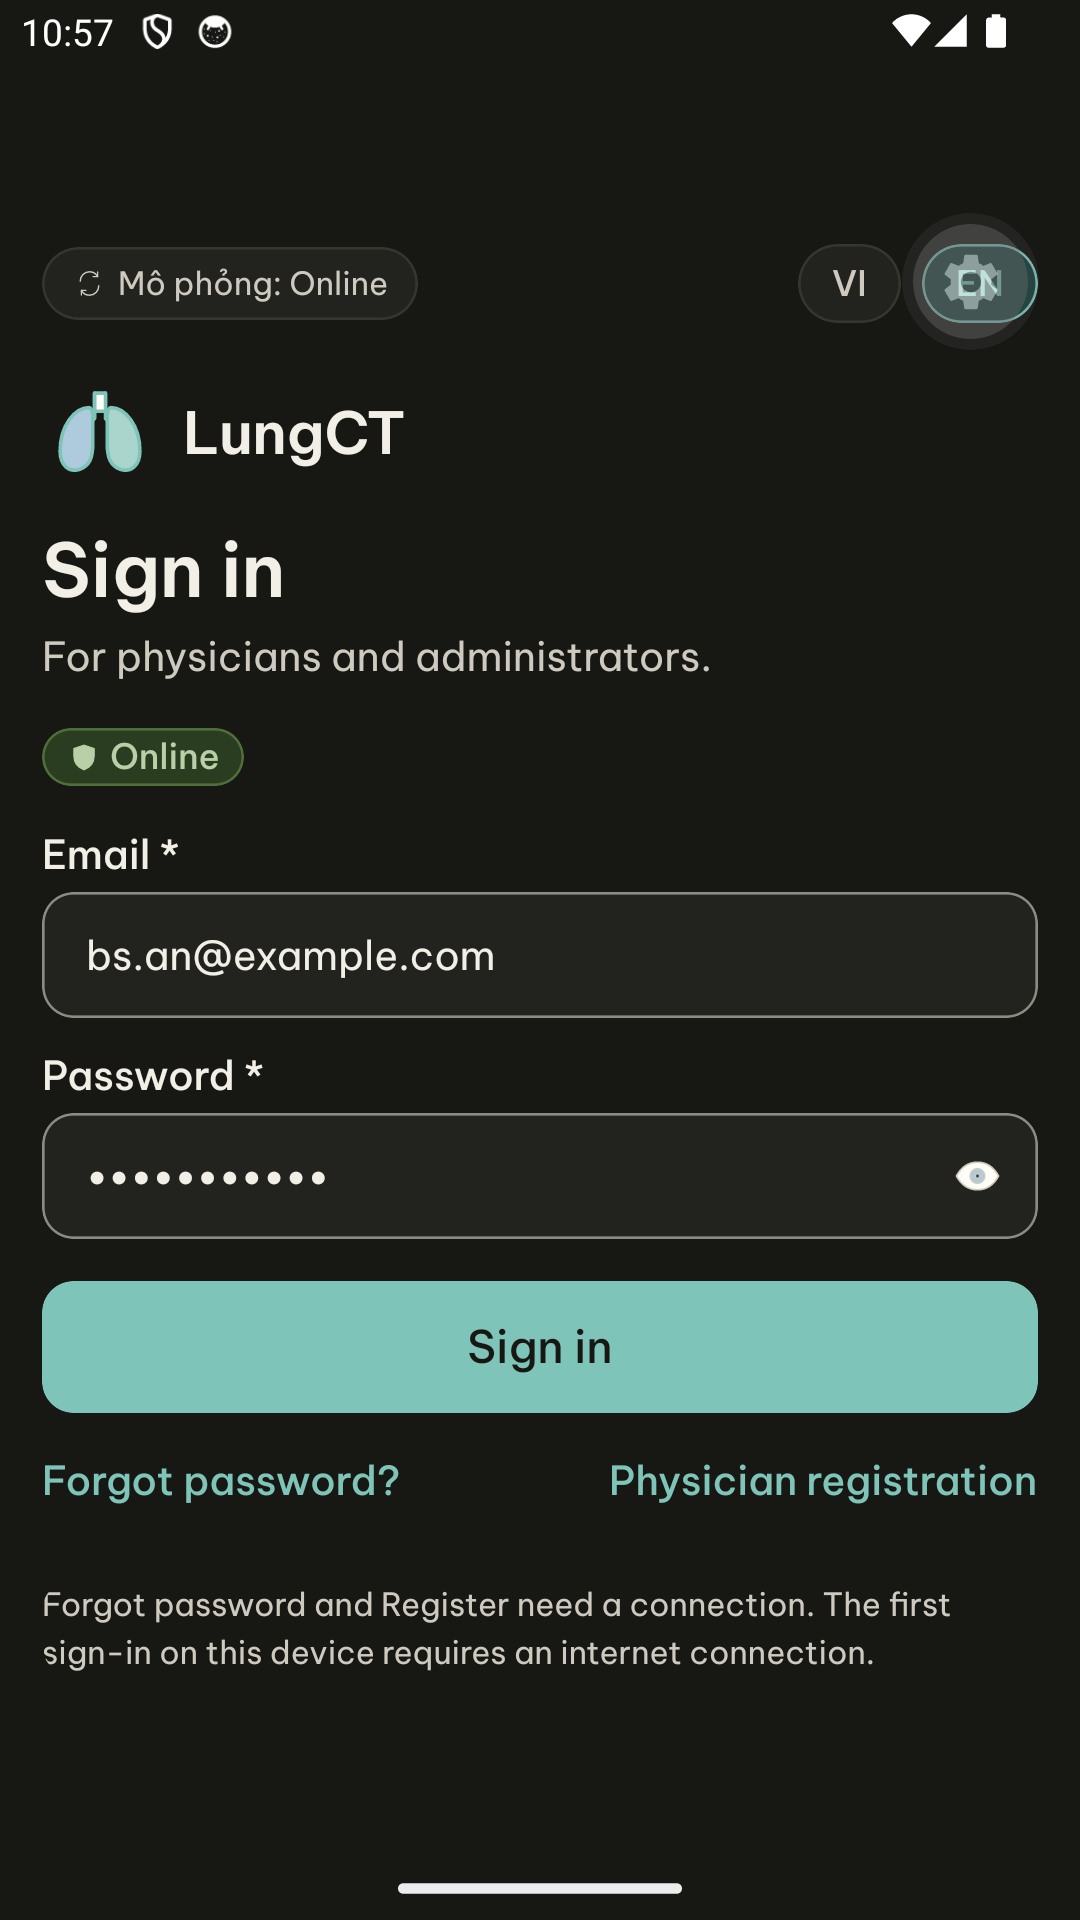 10:57
Mô phỏng: Online
VI
EN
LungCT
Sign in
For physicians and administrators.
Online
Email *
bs.an@example.com
Password *
•••••••••••
Sign in
Forgot password?
Physician registration
Forgot password and Register need a connection. The first
sign-in on this device requires an internet connection.